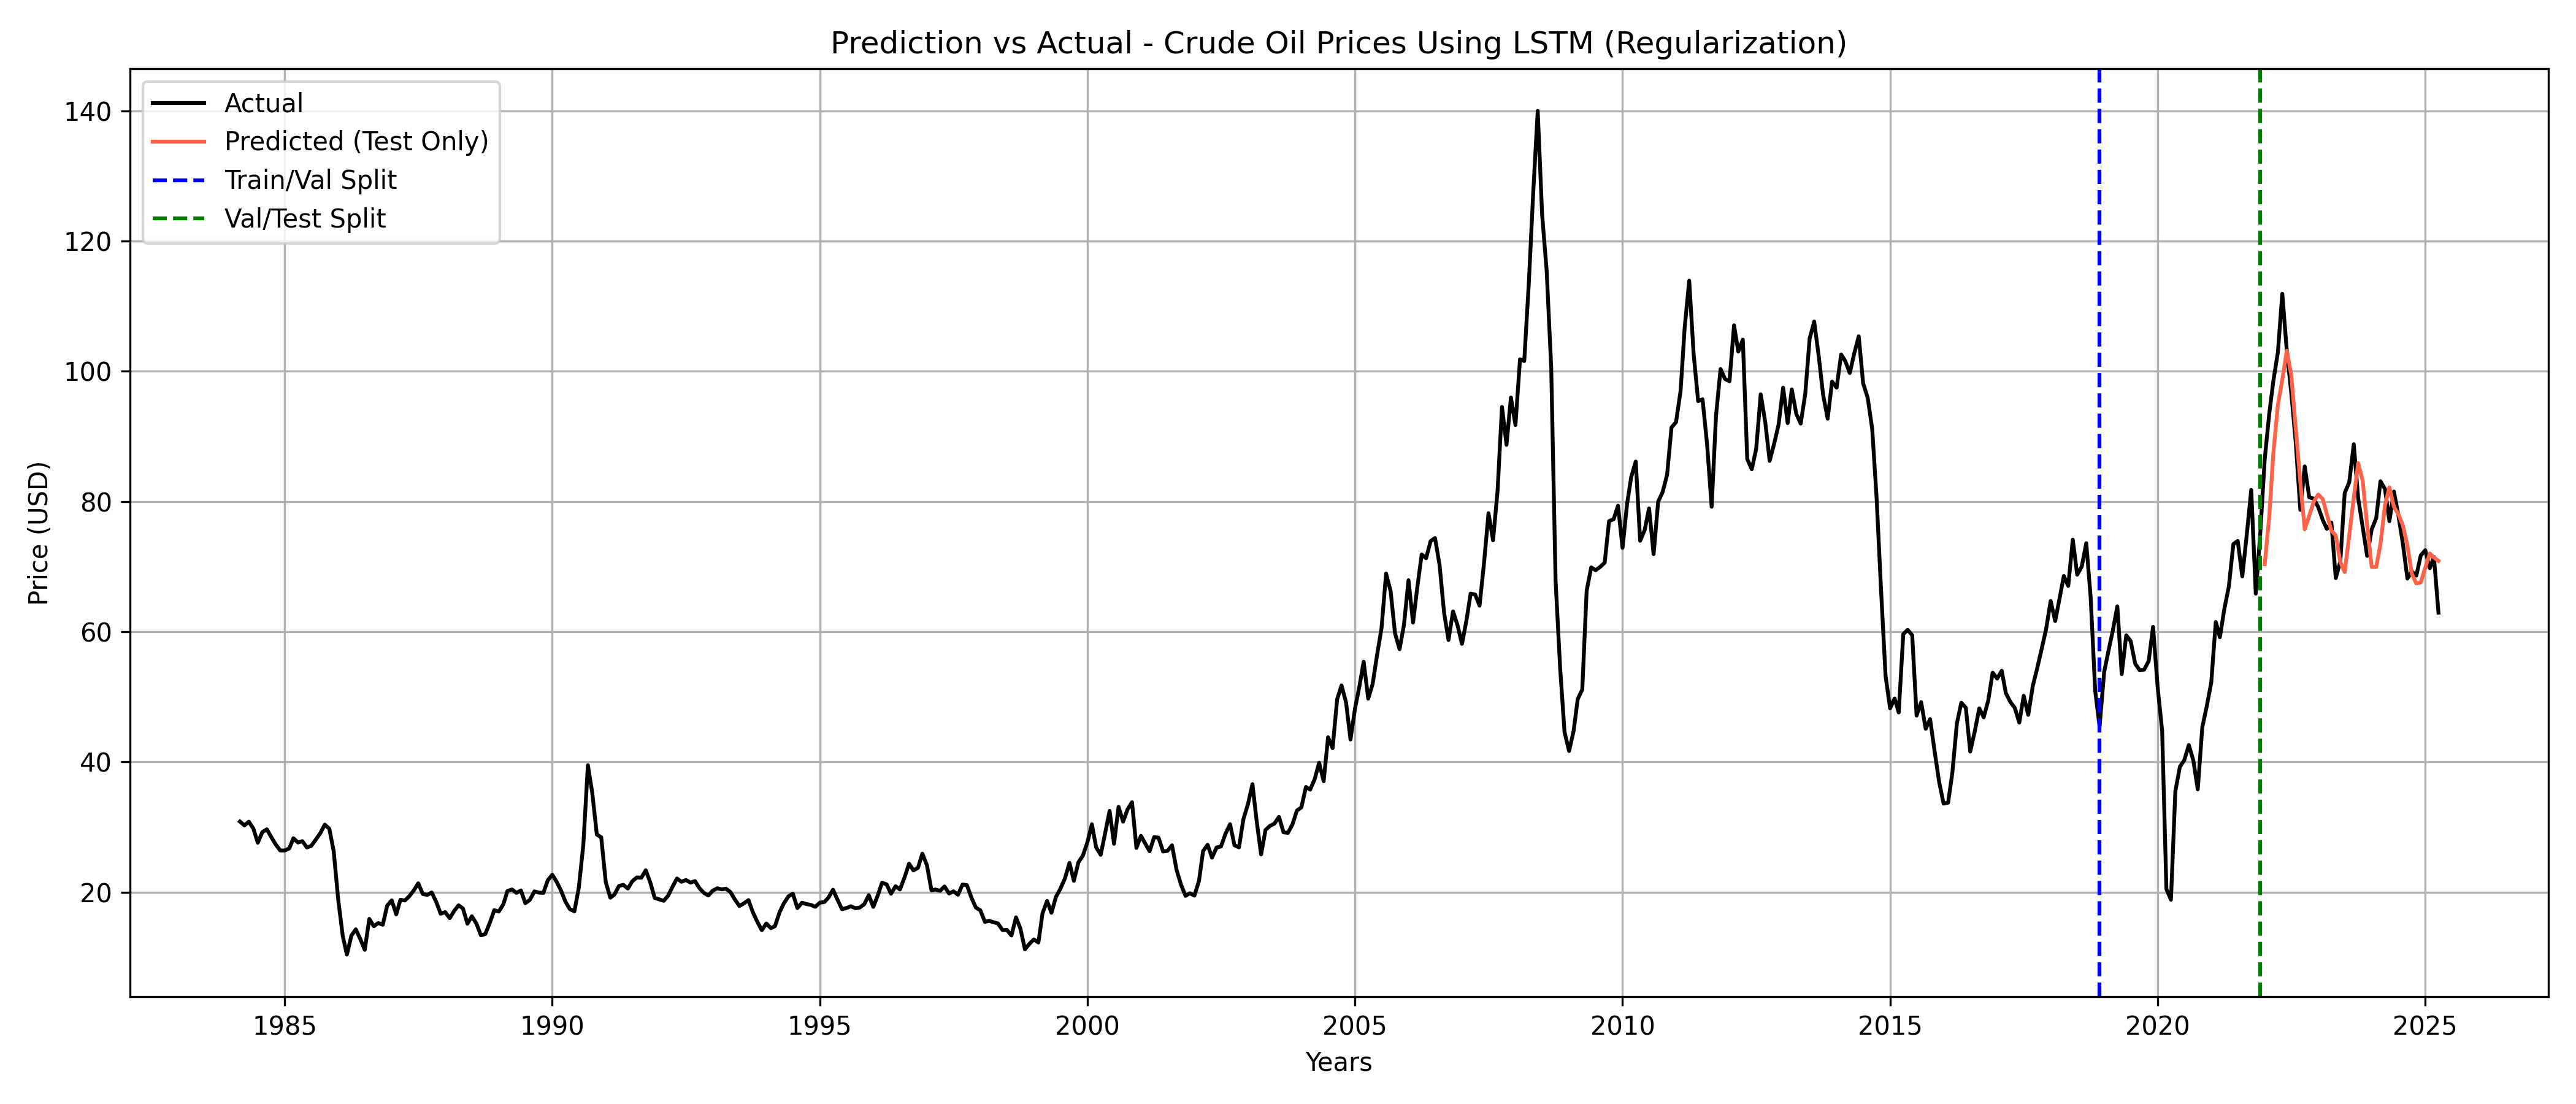 Prediction vs Actual - Crude Oil Prices Using LSTM (Regularization)
Actual
Predicted (Test Only)
Train/Val Split
Val/Test Split
Price (USD)
140
120
100
80
60
40
20
1985 1990 1995 2000 2005 2010 2015 2020 2025
Years